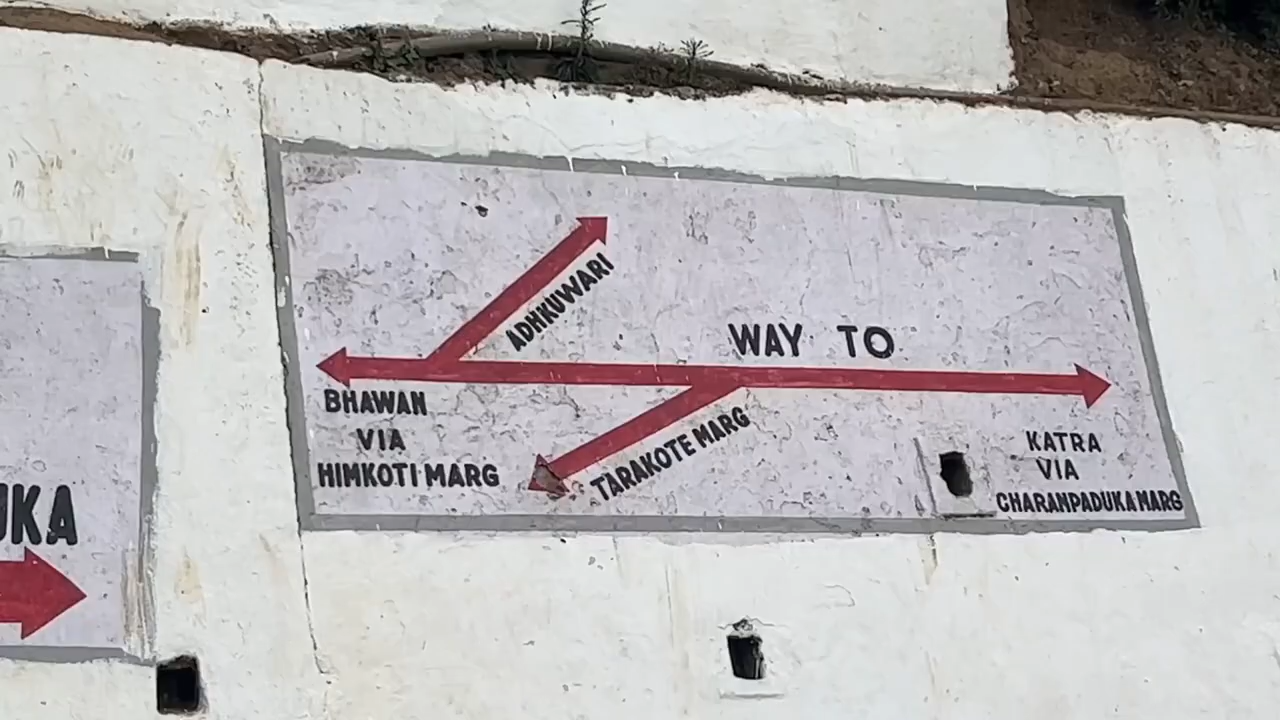 ADHKUWARI
WAY TO
BHAWAN
VIA
HIMKOTI MARG
TARAKOTE MARG
KATRA
VIA
CHARANPADUKA MARG
UKA